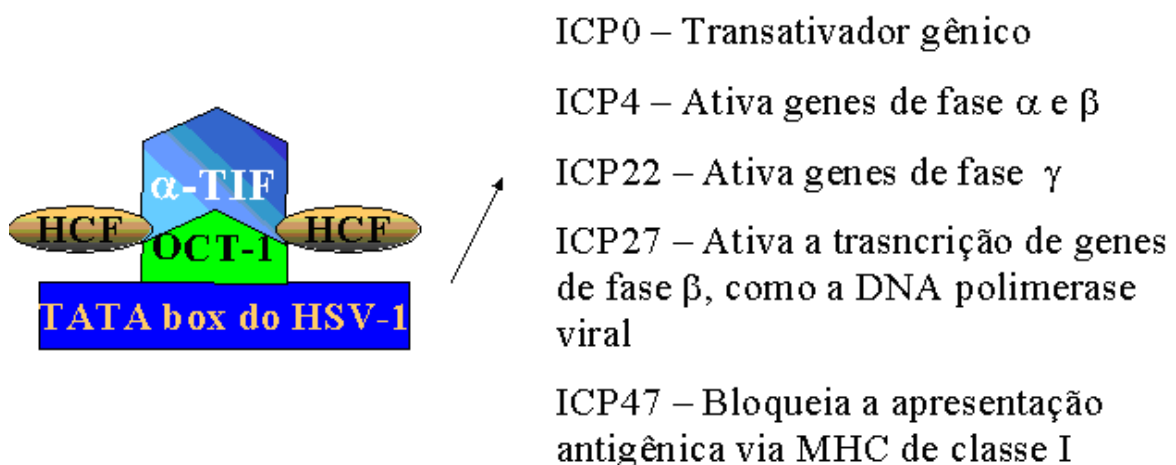 α-TIF
HCF HCF
OCT-1
TATA box do HSV-1
ICP0 – Transativador gênico
ICP4 – Ativa genes de fase α e β
ICP22 – Ativa genes de fase γ
ICP27 – Ativa a trasncrição de genes
de fase β, como a DNA polimerase
viral
ICP47 – Bloqueia a apresentação
antigênica via MHC de classe I